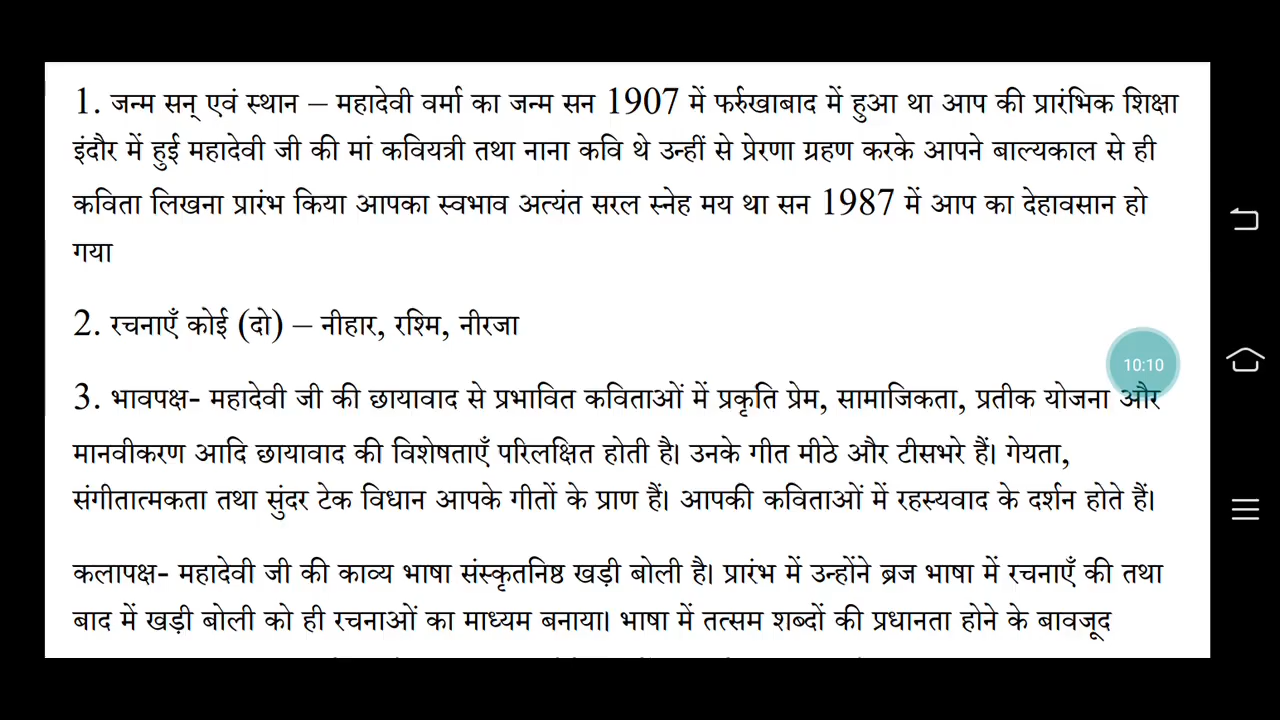 1. जन्म सन् एवं स्थान – महादेवी वर्मा का जन्म सन 1907 में फर्रुखाबाद में हुआ था आप की प्रारंभिक शिक्षा
इंदौर में हुई महादेवी जी की मां कवियत्री तथा नाना कवि थे उन्हीं से प्रेरणा ग्रहण करके आपने बाल्यकाल से ही
कविता लिखना प्रारंभ किया आपका स्वभाव अत्यंत सरल स्नेह मय था सन 1987 में आप का देहावसान हो
गया
2. रचनाएँ कोई (दो) – नीहार, रश्मि, नीरजा
10:10
3. भावपक्ष- महादेवी जी की छायावाद से प्रभावित कविताओं में प्रकृति प्रेम, सामाजिकता, प्रतीक योजना और
मानवीकरण आदि छायावाद की विशेषताएँ परिलक्षित होती है। उनके गीत मीठे और टीसभरे हैं। गेयता,
संगीतात्मकता तथा सुंदर टेक विधान आपके गीतों के प्राण हैं। आपकी कविताओं में रहस्यवाद के दर्शन होते हैं।
कलापक्ष- महादेवी जी की काव्य भाषा संस्कृतनिष्ठ खड़ी बोली है। प्रारंभ में उन्होंने ब्रज भाषा में रचनाएँ की तथा
बाद में खड़ी बोली को ही रचनाओं का माध्यम बनाया। भाषा में तत्सम शब्दों की प्रधानता होने के बावजूद